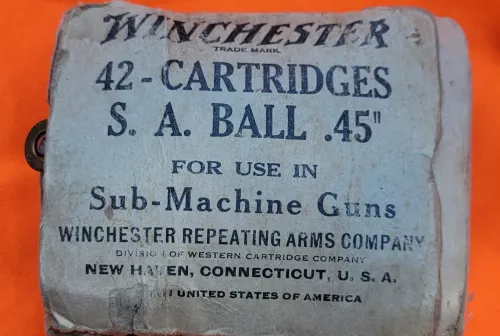 WINCHESTER
TRADE MARK
42-CARTRIDGES
S. A. BALL .45"
FOR USE IN
Sub-Machine Guns
WINCHESTER REPEATING ARMS COMPANY
DIVISION OF WESTERN CARTRIDGE COMPANY
NEW HAVEN, CONNECTICUT, U. S. A.
UNITED STATES OF AMERICA